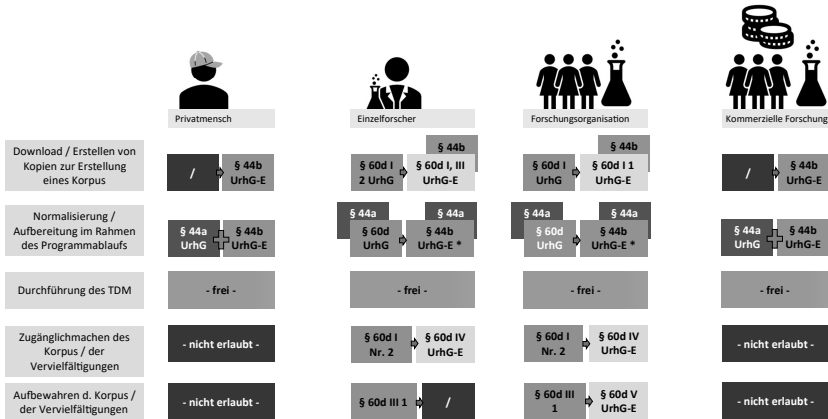 Privatmensch
Einzelforscher
Forschungsorganisation
Kommerzielle Forschung
Download / Erstellen von
Kopien zur Erstellung
eines Korpus
/
§ 44b
UrhG-E
§ 44b
§ 60d I
2 UrhG
§ 60d I, III
UrhG-E
§ 44b
§ 60d I
UrhG
§ 60d I 1
UrhG-E
/
§ 44b
UrhG-E
Normalisierung /
Aufbereitung im Rahmen
des Programmablaufs
§ 44a
UrhG
§ 44b
UrhG-E
§ 44a
§ 44a
§ 60d
UrhG
§ 44b
UrhG-E *
§ 44a
§ 44a
§ 60d
UrhG
§ 44b
UrhG-E *
§ 44a
UrhG
§ 44b
UrhG-E
Durchführung des TDM
- frei -
- frei -
- frei -
- frei -
Zugänglichmachen des
Korpus / der
Vervielfältigungen
- nicht erlaubt -
§ 60d I
Nr. 2
§ 60d IV
UrhG-E
§ 60d I
Nr. 2
§ 60d IV
UrhG-E
- nicht erlaubt -
Aufbewahren d. Korpus /
der Vervielfältigungen
- nicht erlaubt -
§ 60d III 1
/
§ 60d III
1
§ 60d V
UrhG-E
- nicht erlaubt -